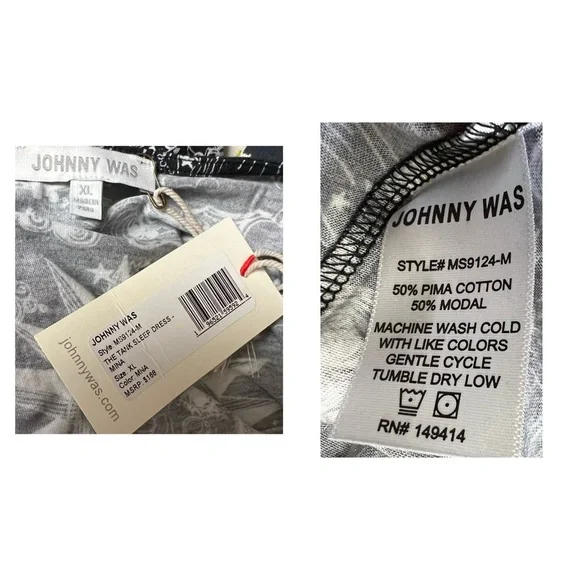 JOHNNY WAS
XL
johnnywas.com
JOHNNY WAS
Style: MS9124-M
THE TANK SLEEP DRESS -
MINA
Size: XL
Color: MNA
MSRP: $168
JOHNNY WAS
STYLE# MS9124-M
50% PIMA COTTON
50% MODAL
MACHINE WASH COLD
WITH LIKE COLORS
GENTLE CYCLE
TUMBLE DRY LOW
RN# 149414